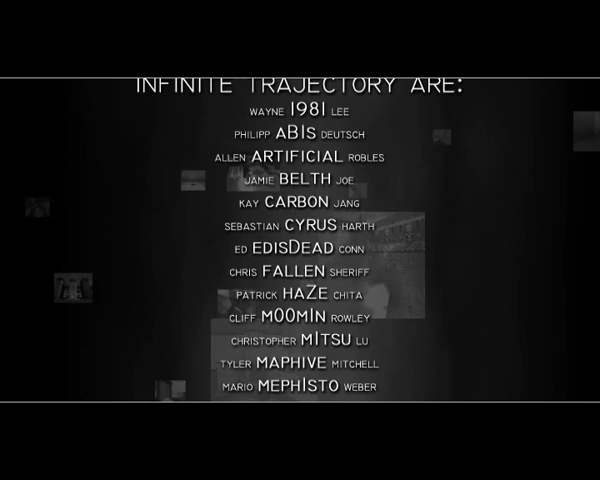 INFINITE TRAJECTORY ARE:
WAYNE 1981 LEE
PHILIPP aBIs DEUTSCH
ALLEN ARTIFICIAL ROBLES
JAMIE BELTH JOE
KAY CARBON JANG
SEBASTIAN CYRUS HARTH
ED EDISDEAD CONN
CHRIS FALLEN SHERIFF
PATRICK HAZE CHITA
CLIFF M00MIN ROWLEY
CHRISTOPHER MITSU LU
TYLER MAPHIVE MITCHELL
MARIO MEPHISTO WEBER